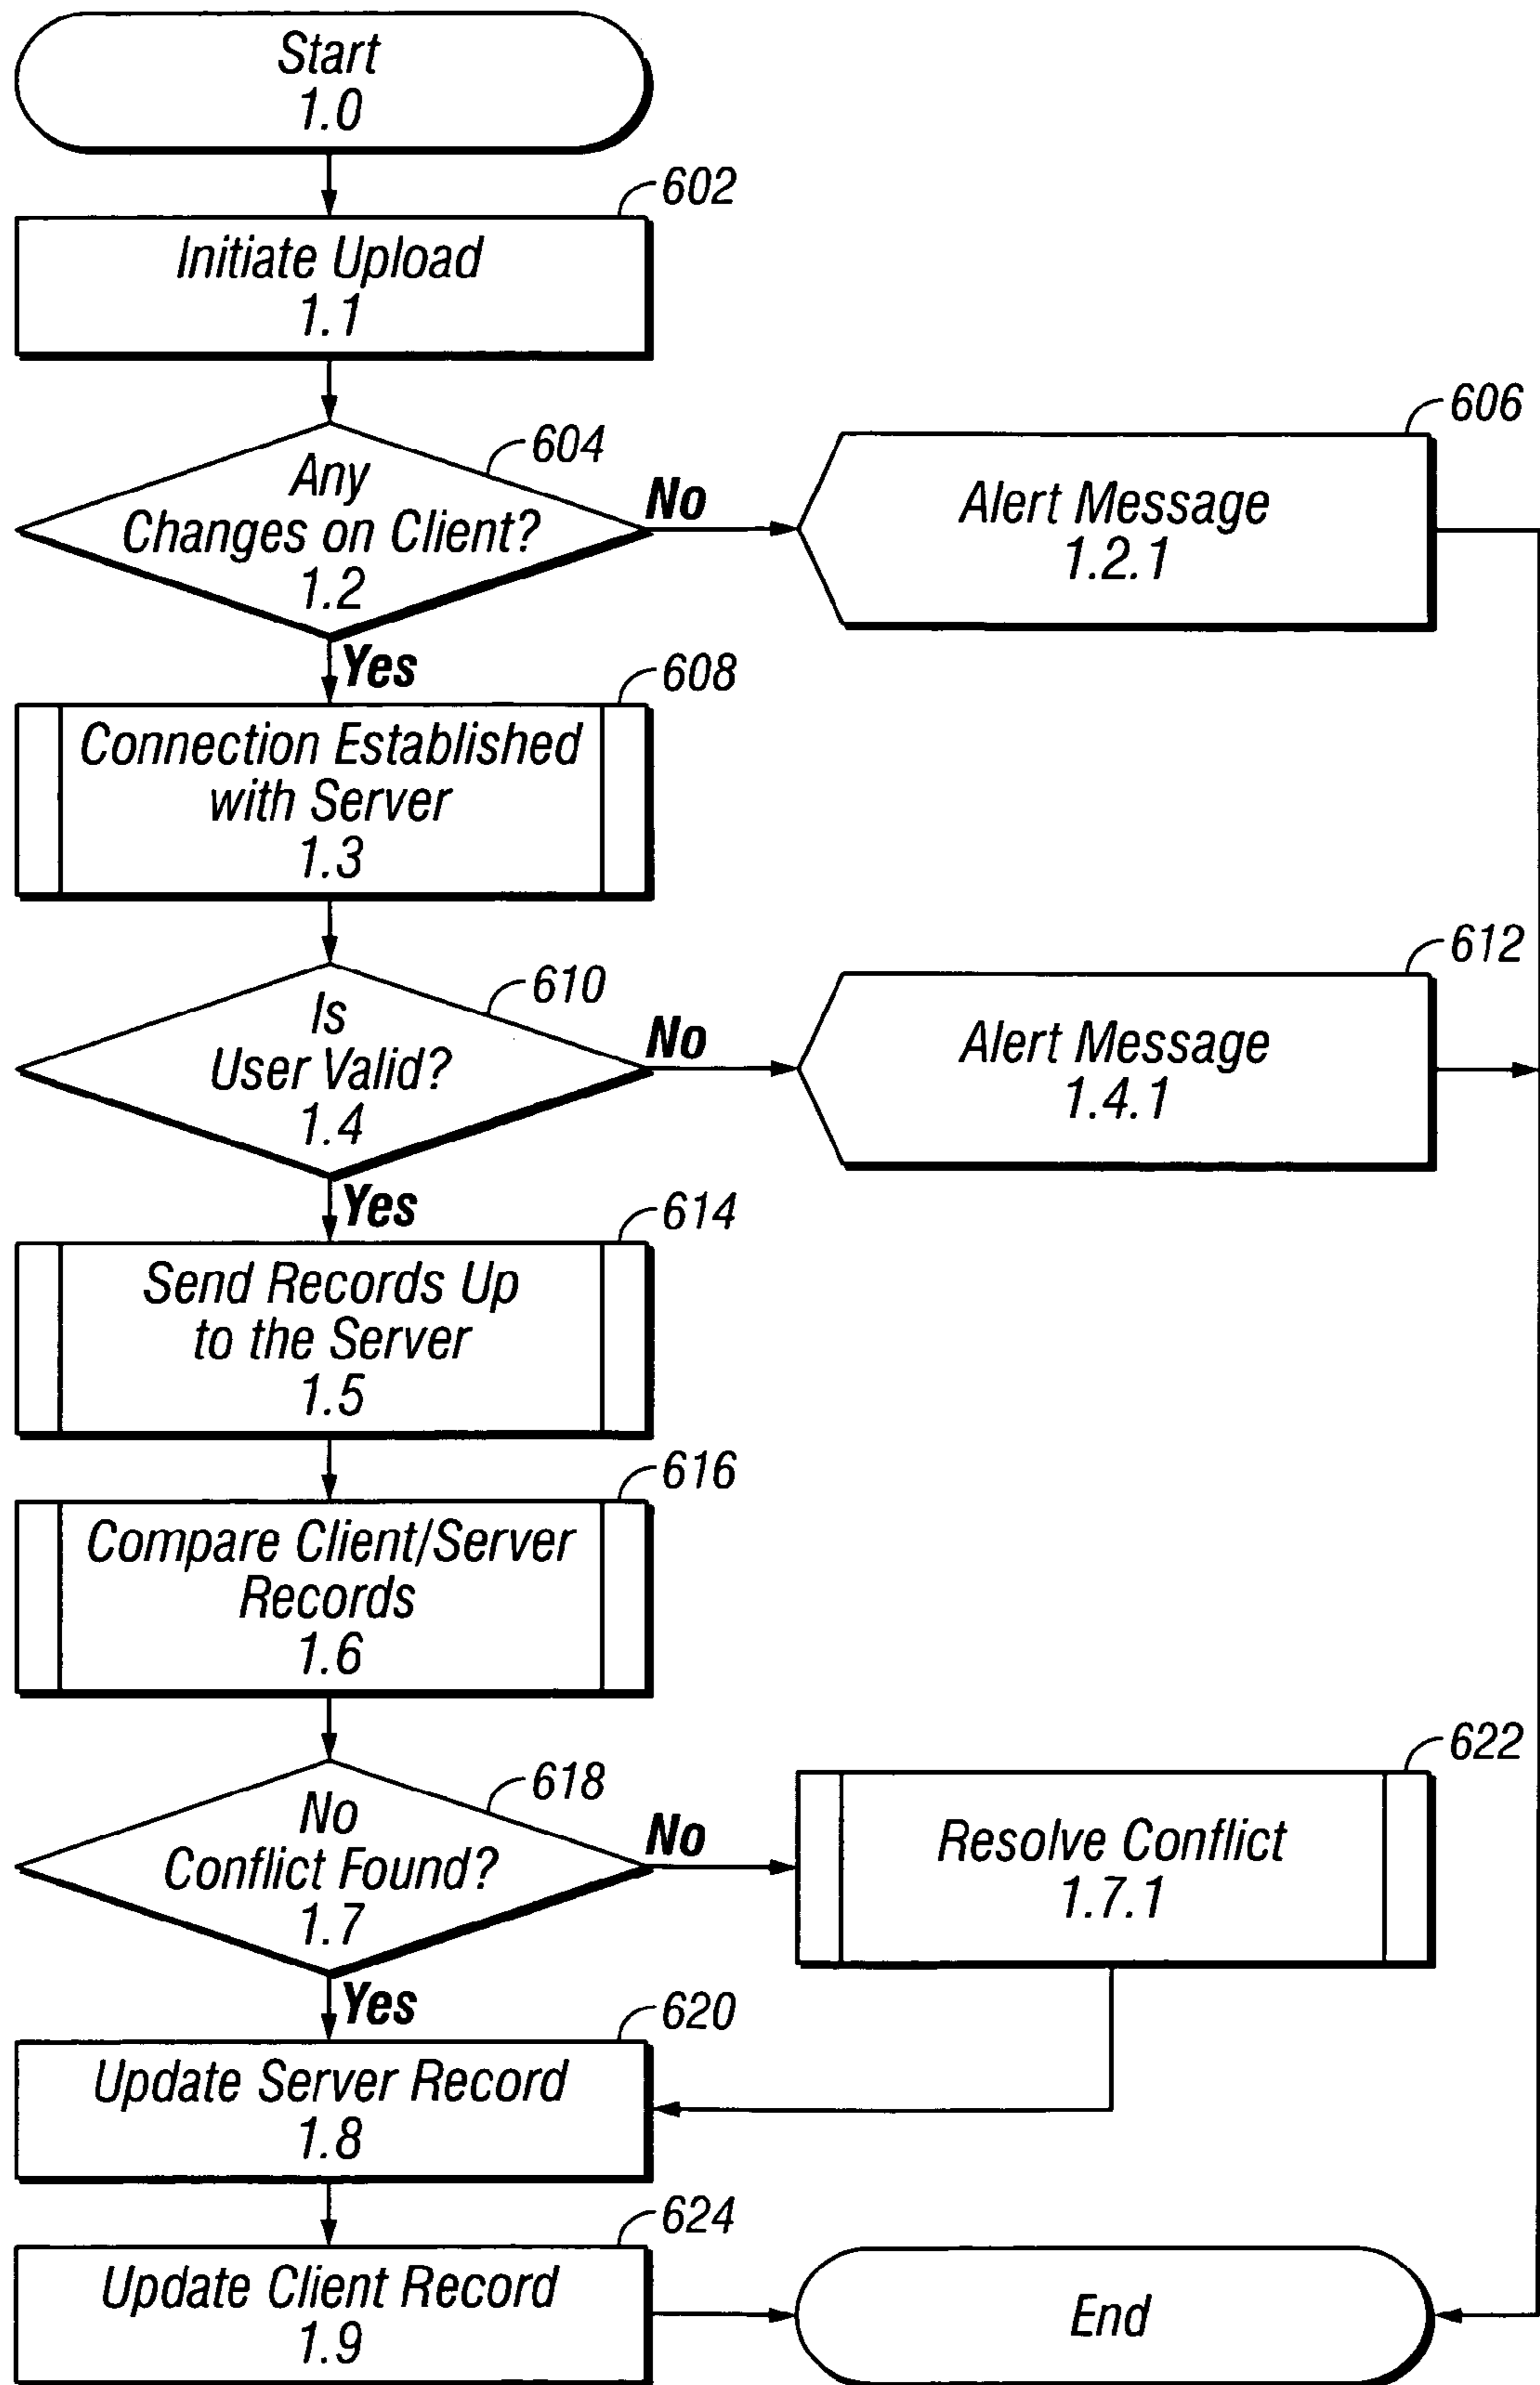 Start
1.0
602
Initiate Upload
1.1
604
Any
Changes on Client?
1.2
No
606
Alert Message
1.2.1
Yes
608
Connection Established
with Server
1.3
610
Is
User Valid?
1.4
No
612
Alert Message
1.4.1
Yes
614
Send Records Up
to the Server
1.5
616
Compare Client/Server
Records
1.6
618
No
Conflict Found?
1.7
No
622
Resolve Conflict
1.7.1
Yes
620
Update Server Record
1.8
624
Update Client Record
1.9
End